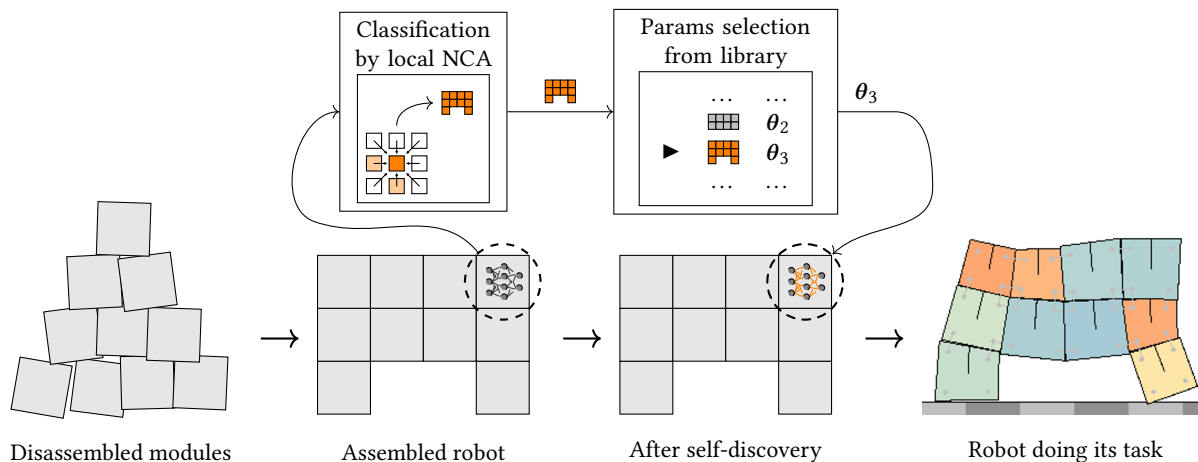 Classification
by local NCA
Params selection
from library
... ...
θ₂
θ₃
... ...
θ₃
Disassembled modules
Assembled robot
After self-discovery
Robot doing its task